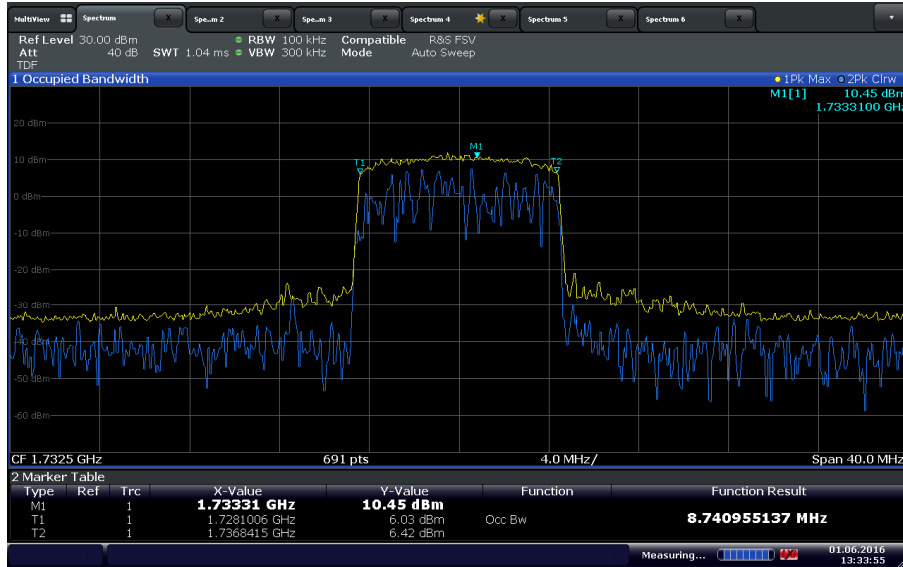 MultiView Spectrum X Spe...m 2 X Spe...m 3 X Spectrum 4 X Spectrum 5 X Spectrum 6 X
Ref Level 30.00 dBm RBW 100 kHz Compatible R&S FSV
Att 40 dB SWT 1.04 ms VBW 300 kHz Mode Auto Sweep
TDF
1 Occupied Bandwidth 1Pk Max 2Pk Clrw
M1[1] 10.45 dBm
1.7333100 GHz
20 dBm
M1
10 dBm
T1 T2
0 dBm
-10 dBm
-20 dBm
-30 dBm
-40 dBm
-50 dBm
-60 dBm
CF 1.7325 GHz 691 pts 4.0 MHz/ Span 40.0 MHz
2 Marker Table
Type Ref Trc X-Value Y-Value Function Function Result
M1 1 1.73331 GHz 10.45 dBm
T1 1 1.7281006 GHz 6.03 dBm Occ Bw 8.740955137 MHz
T2 1 1.7368415 GHz 6.42 dBm
Measuring... 01.06.2016
13:33:55